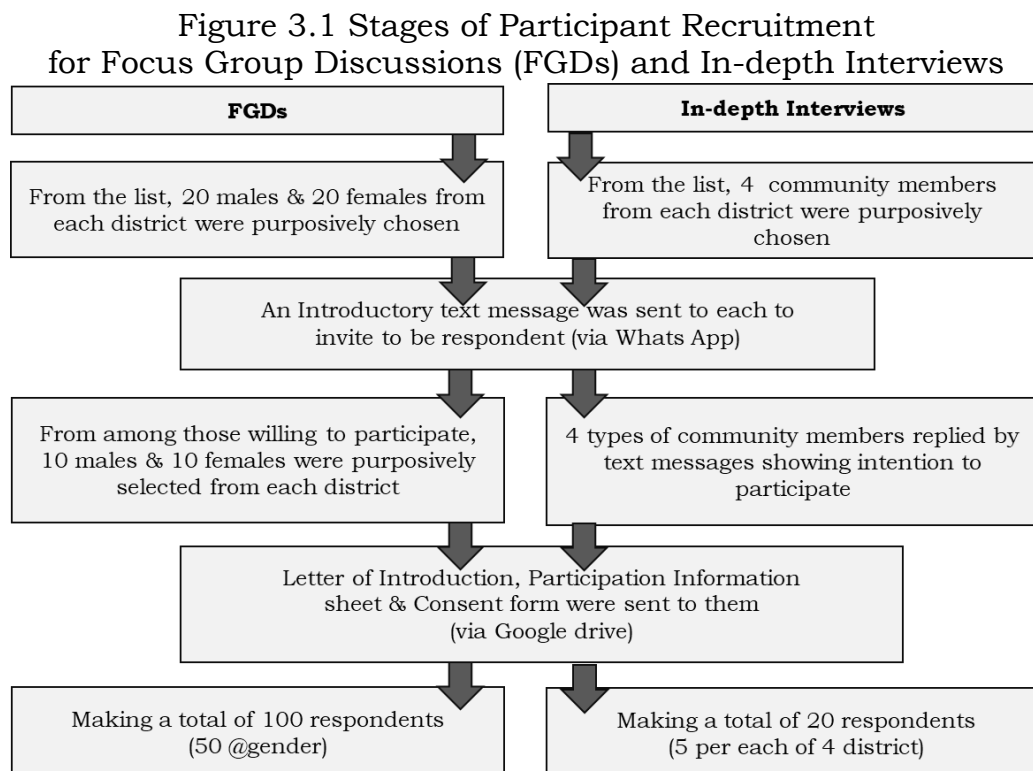 Figure 3.1 Stages of Participant Recruitment
for Focus Group Discussions (FGDs) and In-depth Interviews
FGDs
In-depth Interviews
From the list, 20 males & 20 females from
each district were purposively chosen
From the list, 4 community members
from each district were purposively
chosen
An Introductory text message was sent to each to
invite to be respondent (via Whats App)
From among those willing to participate,
10 males & 10 females were purposively
selected from each district
4 types of community members replied by
text messages showing intention to
participate
Letter of Introduction, Participation Information
sheet & Consent form were sent to them
(via Google drive)
Making a total of 100 respondents
(50 @gender)
Making a total of 20 respondents
(5 per each of 4 district)